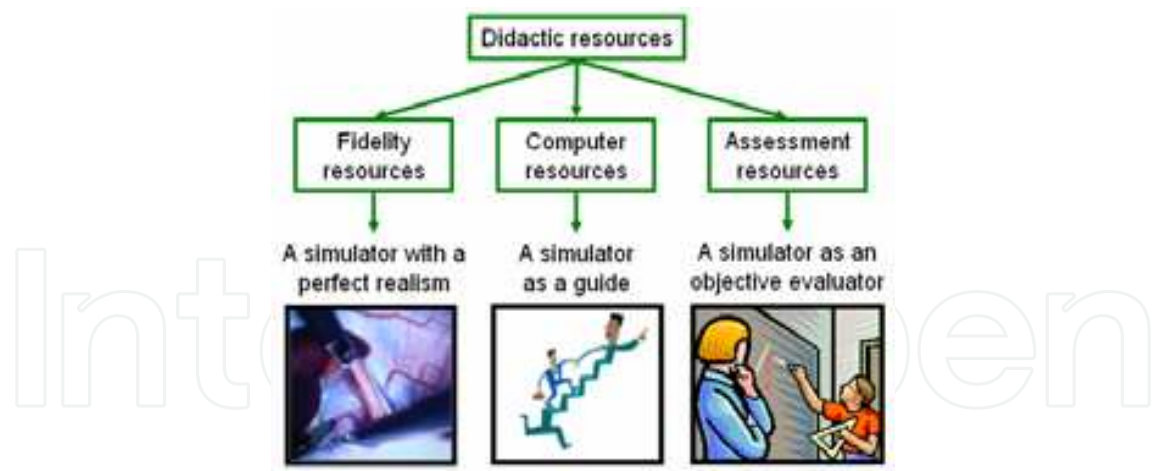 Didactic resources
Fidelity
resources
Computer
resources
Assessment
resources
A simulator with a
perfect realism
A simulator
as a guide
A simulator as an
objective evaluator